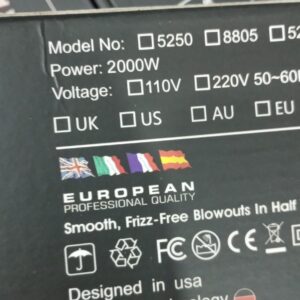 Model No: □5250 □8805 □5
Power: 2000W
Voltage: □110V □220V 50~60
□UK □US □AU □EU
EUROPEAN
PROFESSIONAL QUALITY
Smooth, Frizz-Free Blowouts In Half
FC CE
Designed in usa